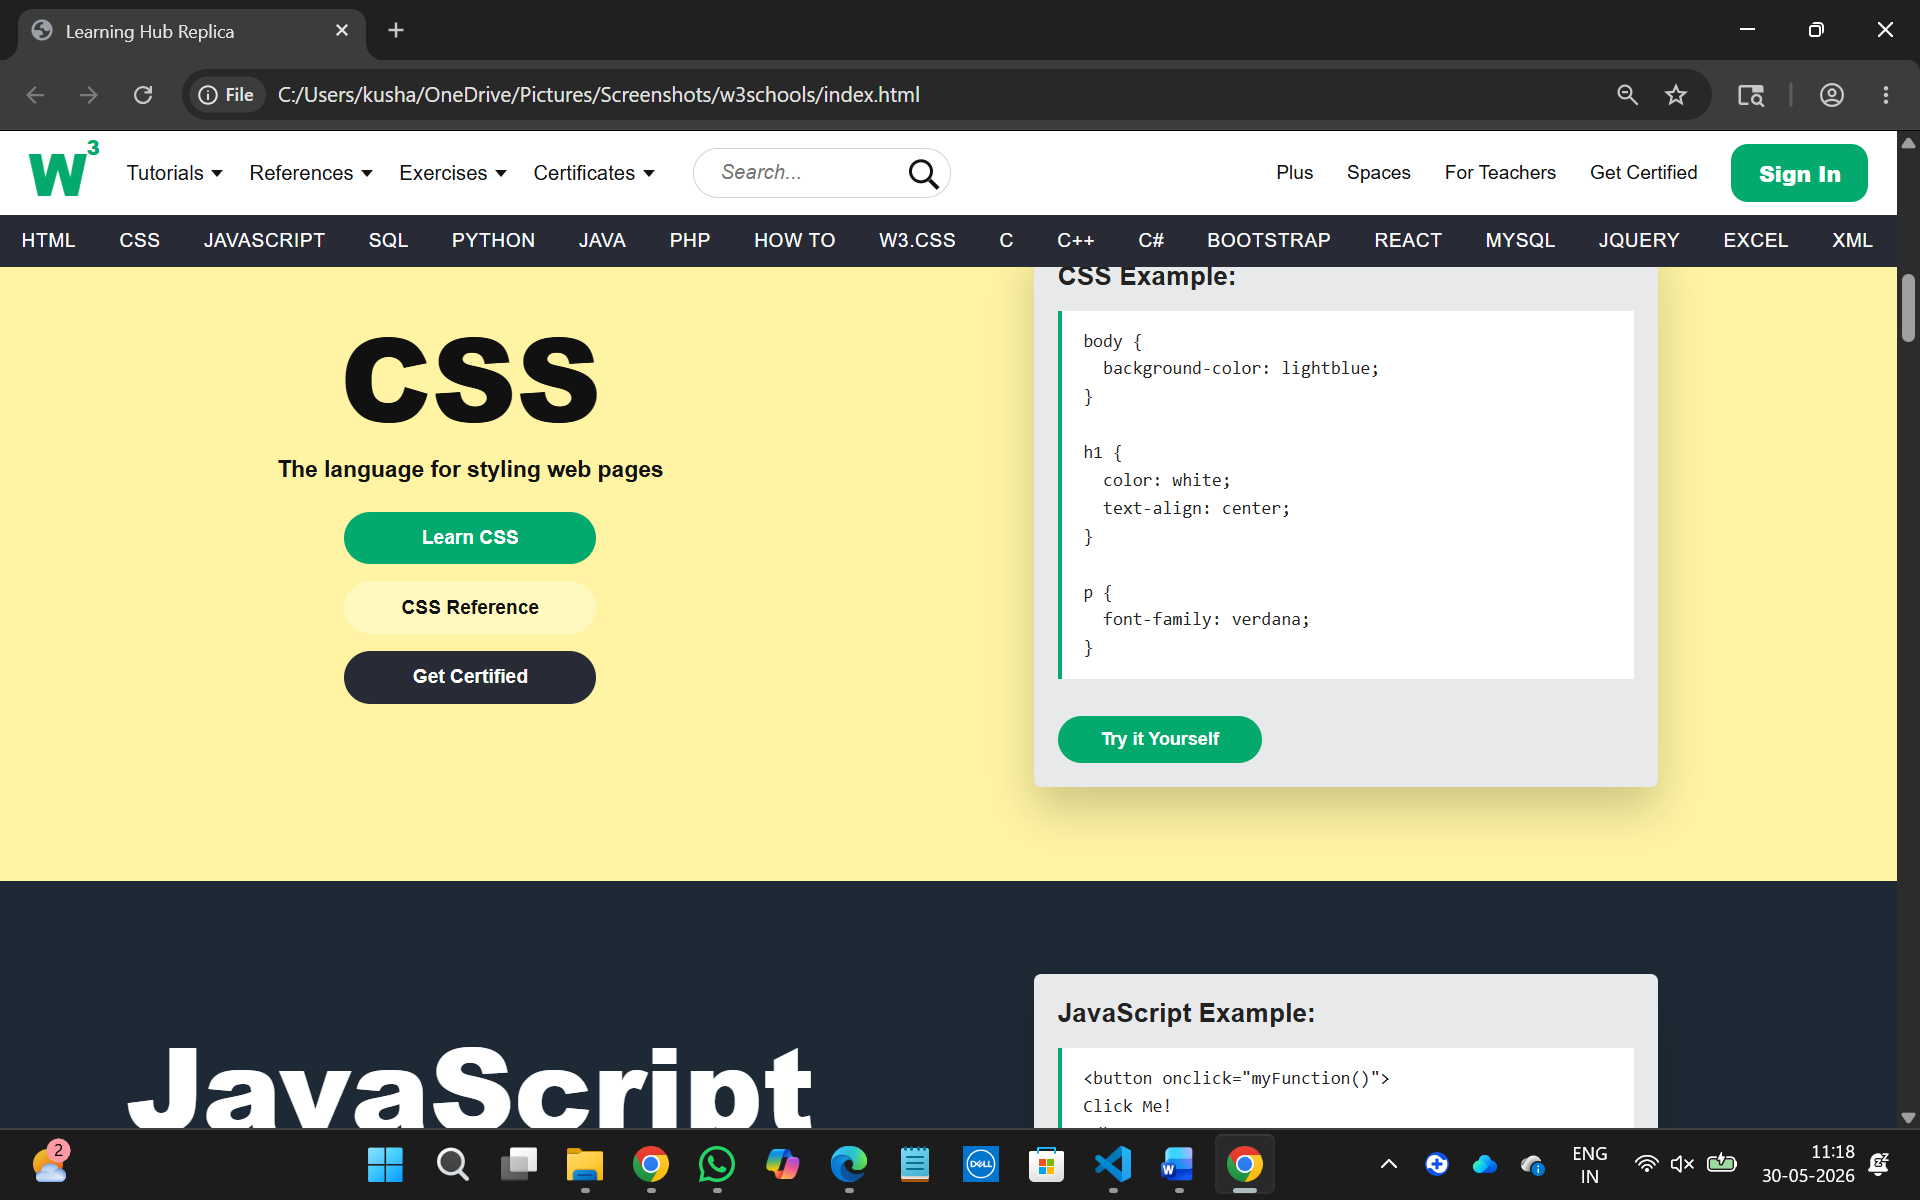 Learning Hub Replica
File C:/Users/kusha/OneDrive/Pictures/Screenshots/w3schools/index.html
W3 Tutorials References Exercises Certificates Search... Plus Spaces For Teachers Get Certified Sign In
HTML CSS JAVASCRIPT SQL PYTHON JAVA PHP HOW TO W3.CSS C C++ C# BOOTSTRAP REACT MYSQL JQUERY EXCEL XML
CSS
The language for styling web pages
Learn CSS
CSS Reference
Get Certified
CSS Example:
body {
  background-color: lightblue;
}
h1 {
  color: white;
  text-align: center;
}
p {
  font-family: verdana;
}
Try it Yourself
JavaScript
JavaScript Example:
<button onclick="myFunction()">
Click Me!
2
DELL
W
ENG
IN
11:18
30-05-2026